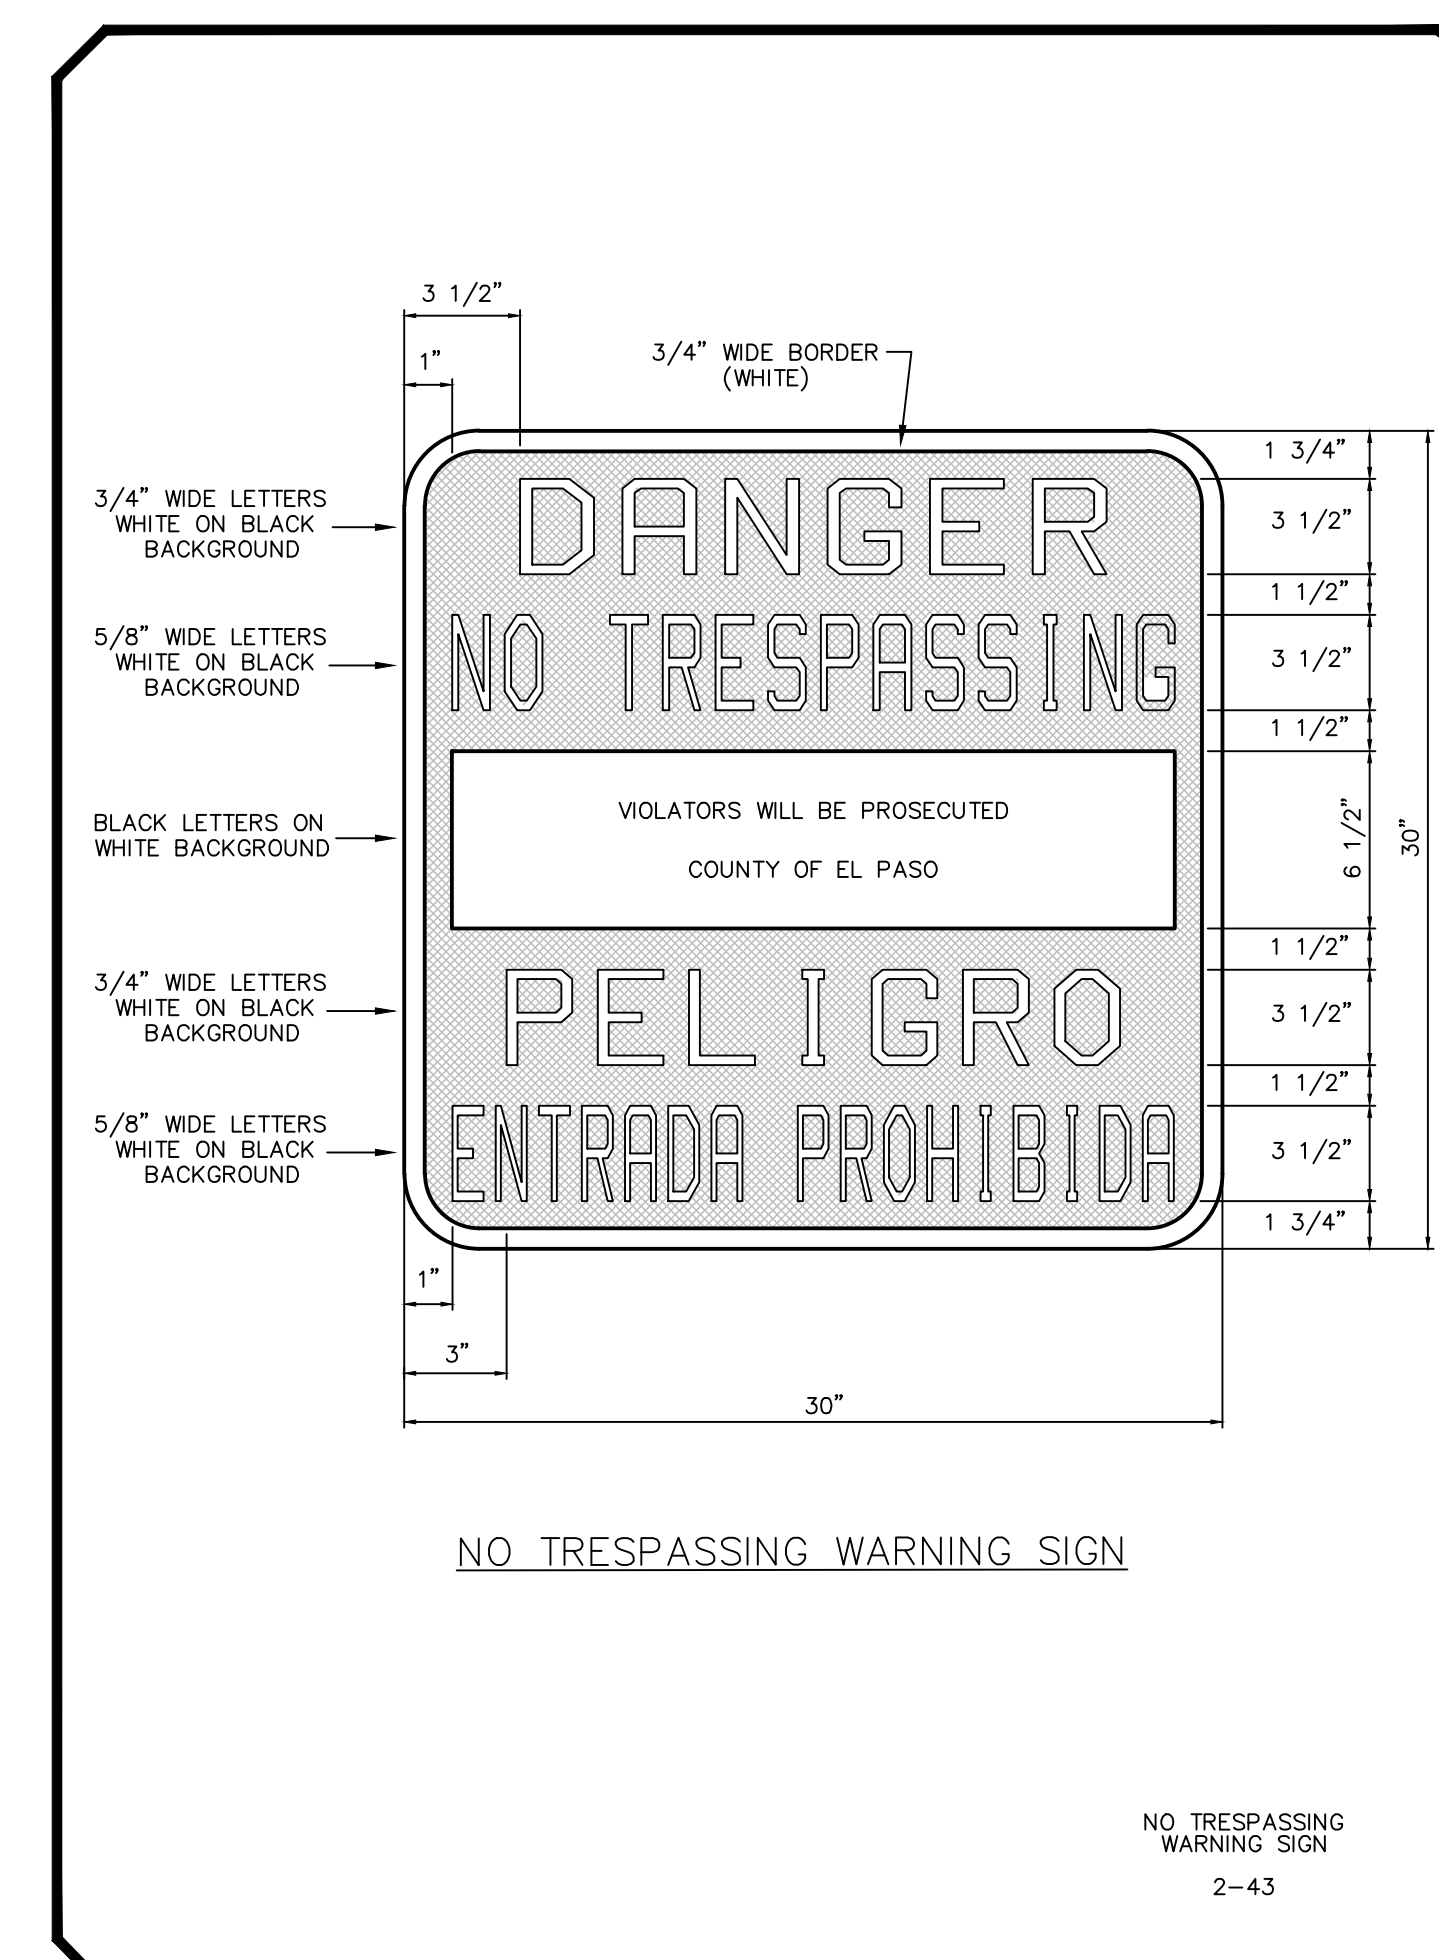 3 1/2"
1"
3/4" WIDE BORDER
(WHITE)
1 3/4"
3/4" WIDE LETTERS
WHITE ON BLACK
BACKGROUND
DANGER
3 1/2"
1 1/2"
5/8" WIDE LETTERS
WHITE ON BLACK
BACKGROUND
NO TRESPASSING
3 1/2"
1 1/2"
BLACK LETTERS ON
WHITE BACKGROUND
VIOLATORS WILL BE PROSECUTED
COUNTY OF EL PASO
6 1/2"
30"
1 1/2"
3/4" WIDE LETTERS
WHITE ON BLACK
BACKGROUND
PELIGRO
3 1/2"
1 1/2"
5/8" WIDE LETTERS
WHITE ON BLACK
BACKGROUND
ENTRADA PROHIBIDA
3 1/2"
1 3/4"
1"
3"
30"
NO TRESPASSING WARNING SIGN
NO TRESPASSING
WARNING SIGN
2-43